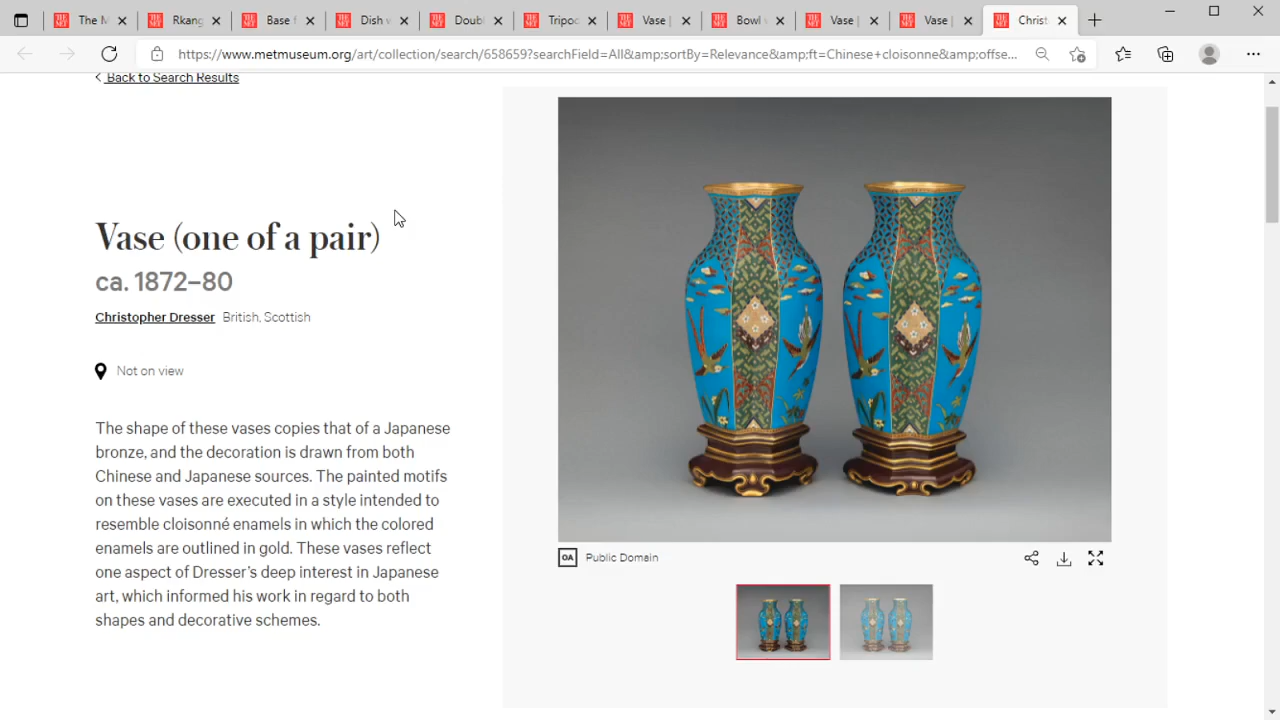 The M
Rkang
Base f
Dish w
Doubl
Tripod
Vase |
Bowl w
Vase |
Vase |
Christ
https://www.metmuseum.org/art/collection/search/658659?searchField=All&amp;sortBy=Relevance&amp;ft=Chinese+cloisonne&amp;offse...
Back to Search Results
Vase (one of a pair)
ca. 1872–80
Christopher Dresser British, Scottish
Not on view
The shape of these vases copies that of a Japanese
bronze, and the decoration is drawn from both
Chinese and Japanese sources. The painted motifs
on these vases are executed in a style intended to
resemble cloisonné enamels in which the colored
enamels are outlined in gold. These vases reflect
one aspect of Dresser's deep interest in Japanese
art, which informed his work in regard to both
shapes and decorative schemes.
OA Public Domain